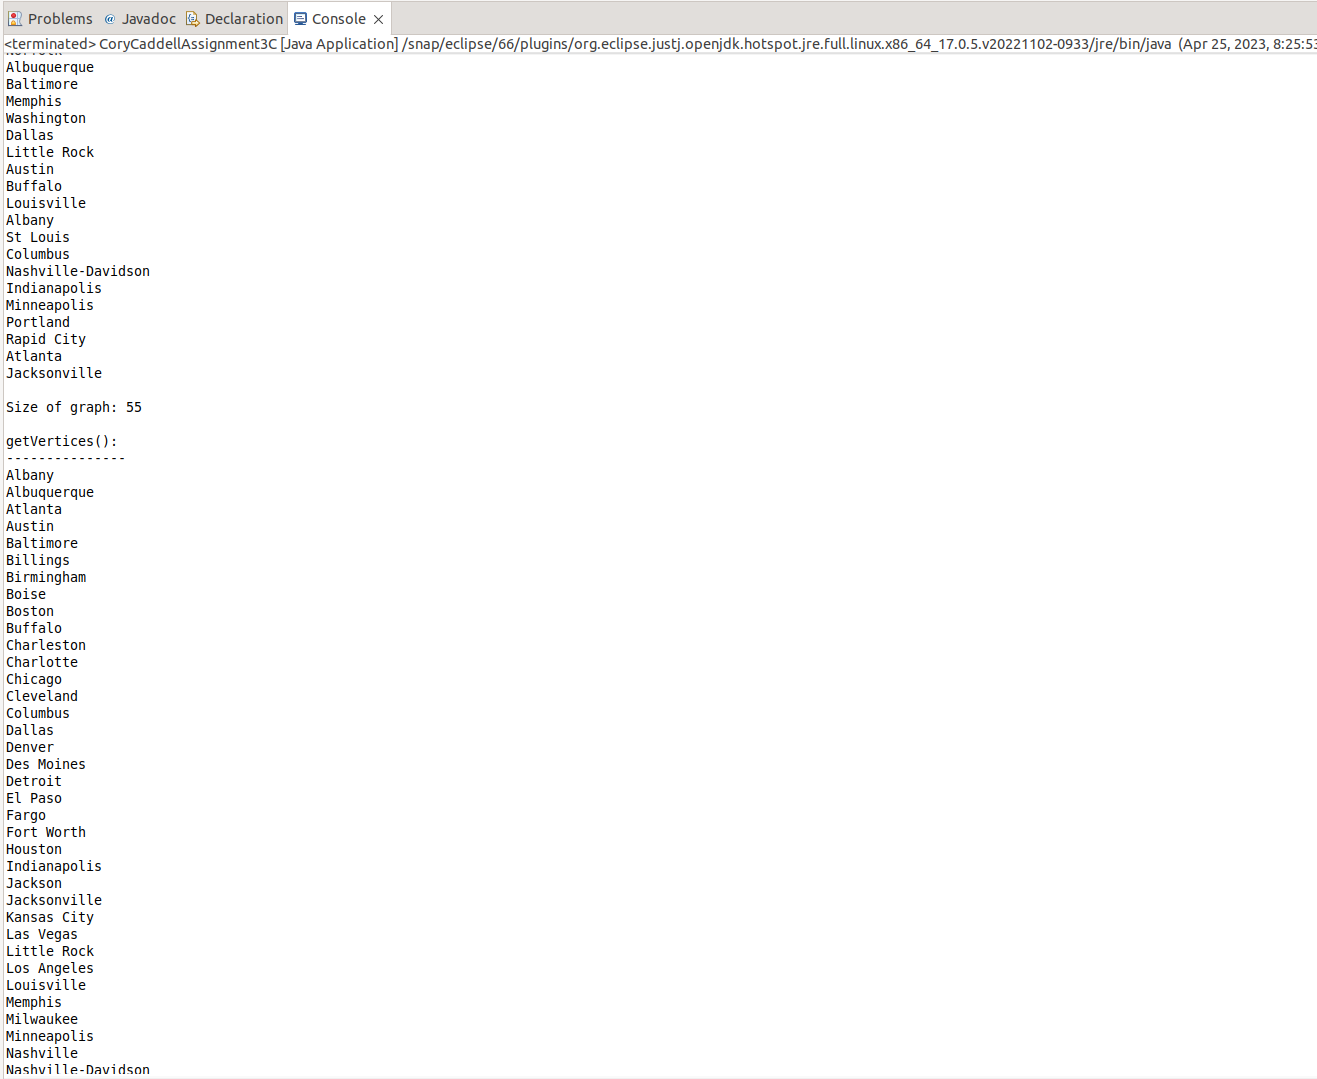 Problems @ Javadoc Declaration Console
<terminated> CoryCaddellAssignment3C [Java Application] /snap/eclipse/66/plugins/org.eclipse.justj.openjdk.hotspot.jre.full.linux.x86_64_17.0.5.v20221102-0933/jre/bin/java (Apr 25, 2023, 8:25:53
Albuquerque
Baltimore
Memphis
Washington
Dallas
Little Rock
Austin
Buffalo
Louisville
Albany
St Louis
Columbus
Nashville-Davidson
Indianapolis
Minneapolis
Portland
Rapid City
Atlanta
Jacksonville
Size of graph: 55
getVertices():
---------------
Albany
Albuquerque
Atlanta
Austin
Baltimore
Billings
Birmingham
Boise
Boston
Buffalo
Charleston
Charlotte
Chicago
Cleveland
Columbus
Dallas
Denver
Des Moines
Detroit
El Paso
Fargo
Fort Worth
Houston
Indianapolis
Jackson
Jacksonville
Kansas City
Las Vegas
Little Rock
Los Angeles
Louisville
Memphis
Milwaukee
Minneapolis
Nashville
Nashville-Davidson